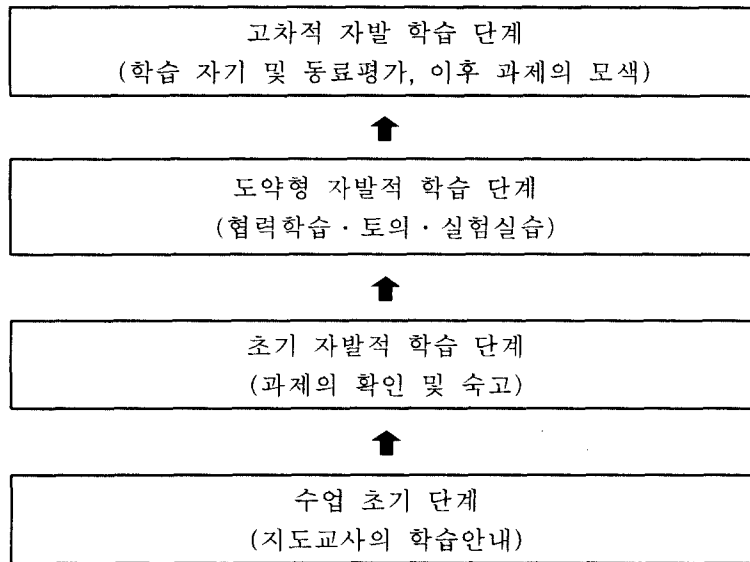 고차적 자발 학습 단계
(학습 자기 및 동료평가, 이후 과제의 모색)
도약형 자발적 학습 단계
(협력학습 · 토의 · 실험실습)
초기 자발적 학습 단계
(과제의 확인 및 숙고)
수업 초기 단계
(지도교사의 학습안내)